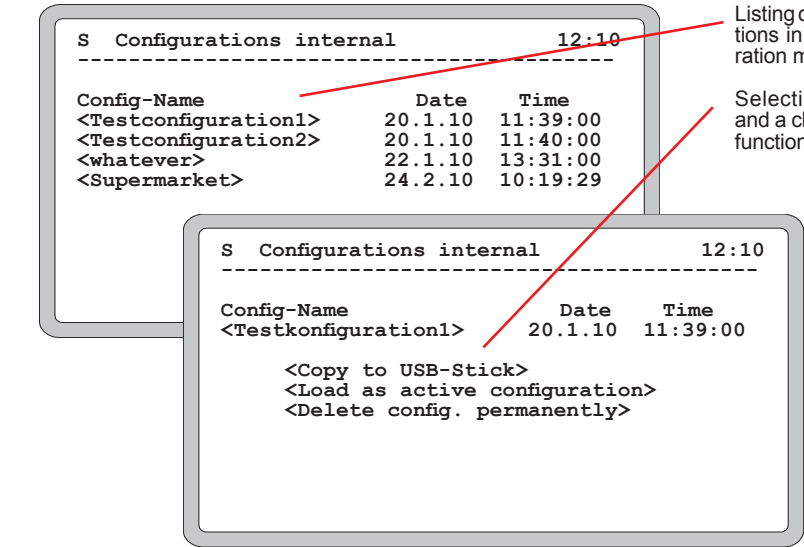 S Configurations internal 12:10
-----------------------------------------
Config-Name Date Time
<Testconfiguration1> 20.1.10 11:39:00
<Testconfiguration2> 20.1.10 11:40:00
<whatever> 22.1.10 13:31:00
<Supermarket> 24.2.10 10:19:29
S Configurations internal 12:10
-----------------------------------------
Config-Name Date Time
<Testkonfiguration1> 20.1.10 11:39:00
<Copy to USB-Stick>
<Load as active configuration>
<Delete config. permanently>
Listing
tions in
ration
and a
function